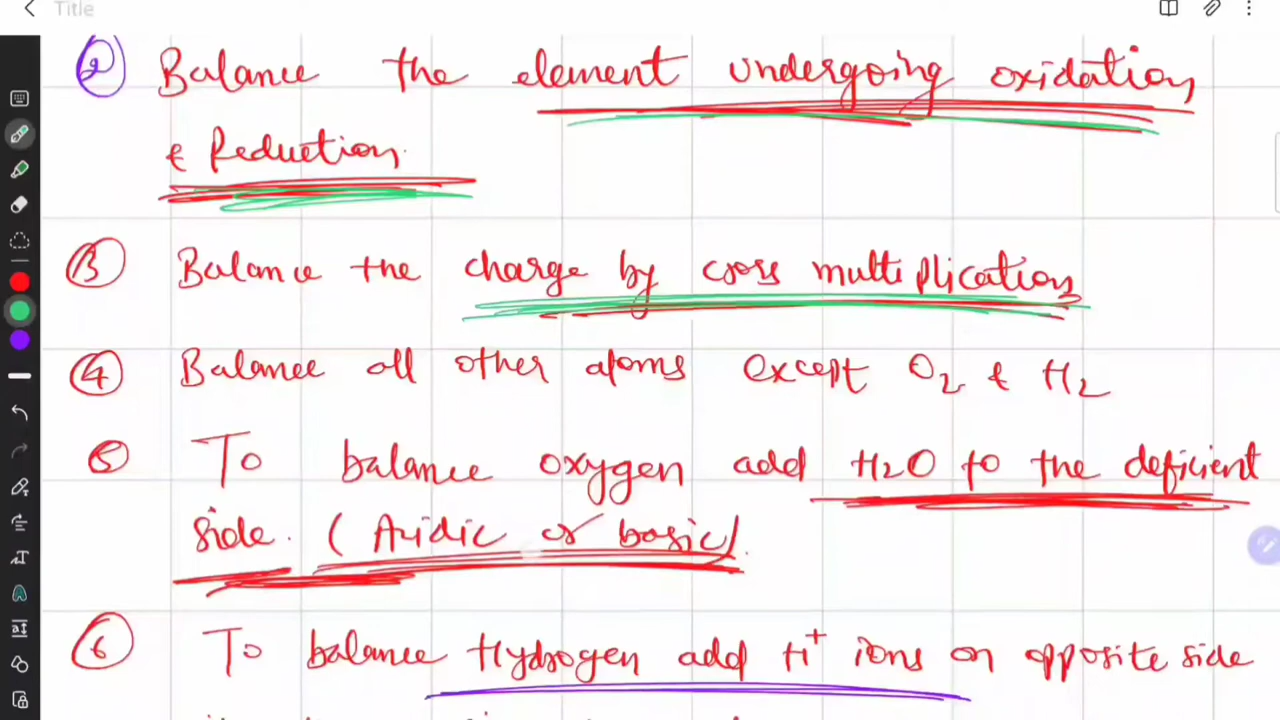 Title
② Balance the element undergoing oxidation
& Reduction.
③ Balance the charge by cross multiplication
④ Balance all other atoms except O2 & H2
⑤ To balance oxygen add H2O to the deficient
side. (Acidic or basic).
⑥ To balance Hydrogen add H+ ions on opposite side